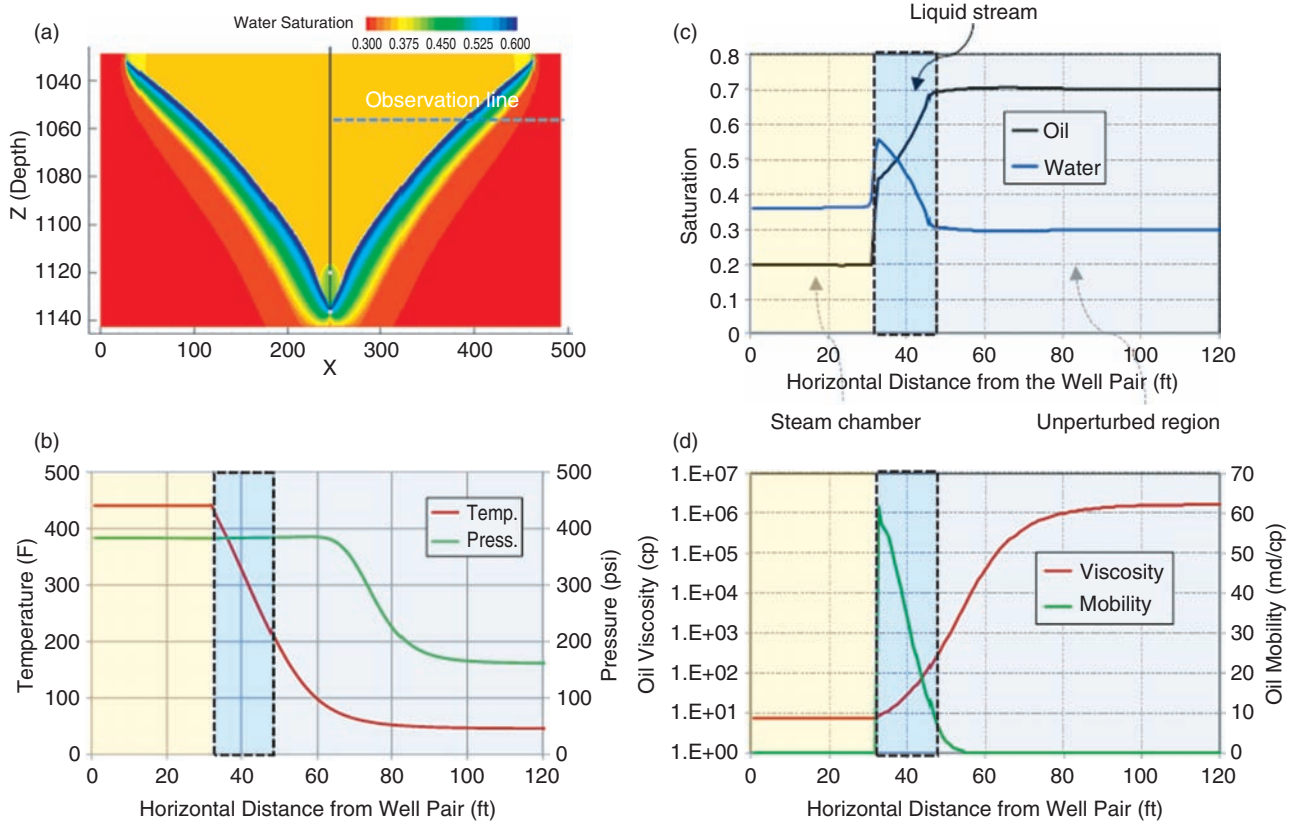 (a)
Water Saturation
0.300 0.375 0.450 0.525 0.600
Observation line
Z (Depth)
1040
1060
1080
1100
1120
1140
0 100 200 300 400 500
X
(c)
Liquid stream
Saturation
0.8
0.7
0.6
0.5
0.4
0.3
0.2
0.1
0
Oil
Water
0 20 40 60 80 100 120
Horizontal Distance from the Well Pair (ft)
Steam chamber
Unperturbed region
(b)
Temperature (F)
500
400
300
200
100
0
Temp.
Press.
500
400
300
200
100
0
Pressure (psi)
0 20 40 60 80 100 120
Horizontal Distance from Well Pair (ft)
(d)
Oil Viscosity (cp)
1.E+07
1.E+06
1.E+05
1.E+04
1.E+03
1.E+02
1.E+01
1.E+00
Viscosity
Mobility
70
60
50
40
30
20
10
0
Oil Mobility (md/cp)
0 20 40 60 80 100 120
Horizontal Distance from Well Pair (ft)